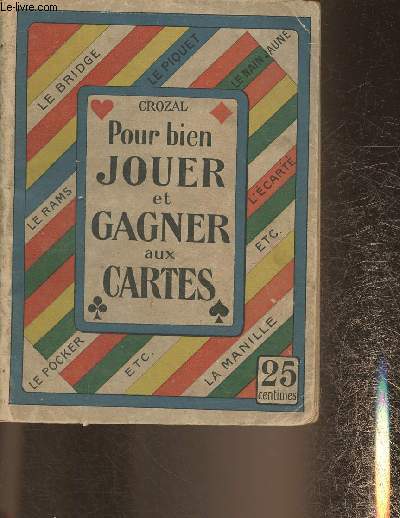 Le-livre.com
LE BRIDGE
LE PIQUET
LE NAIN JAUNE
CROZAL
Pour bien
JOUER
et
GAGNER
aux
CARTES
LE RAMS
L'ÉCARTÉ
ETC.
LE POCKER
ETC.
LA MANILLE
25
centimes